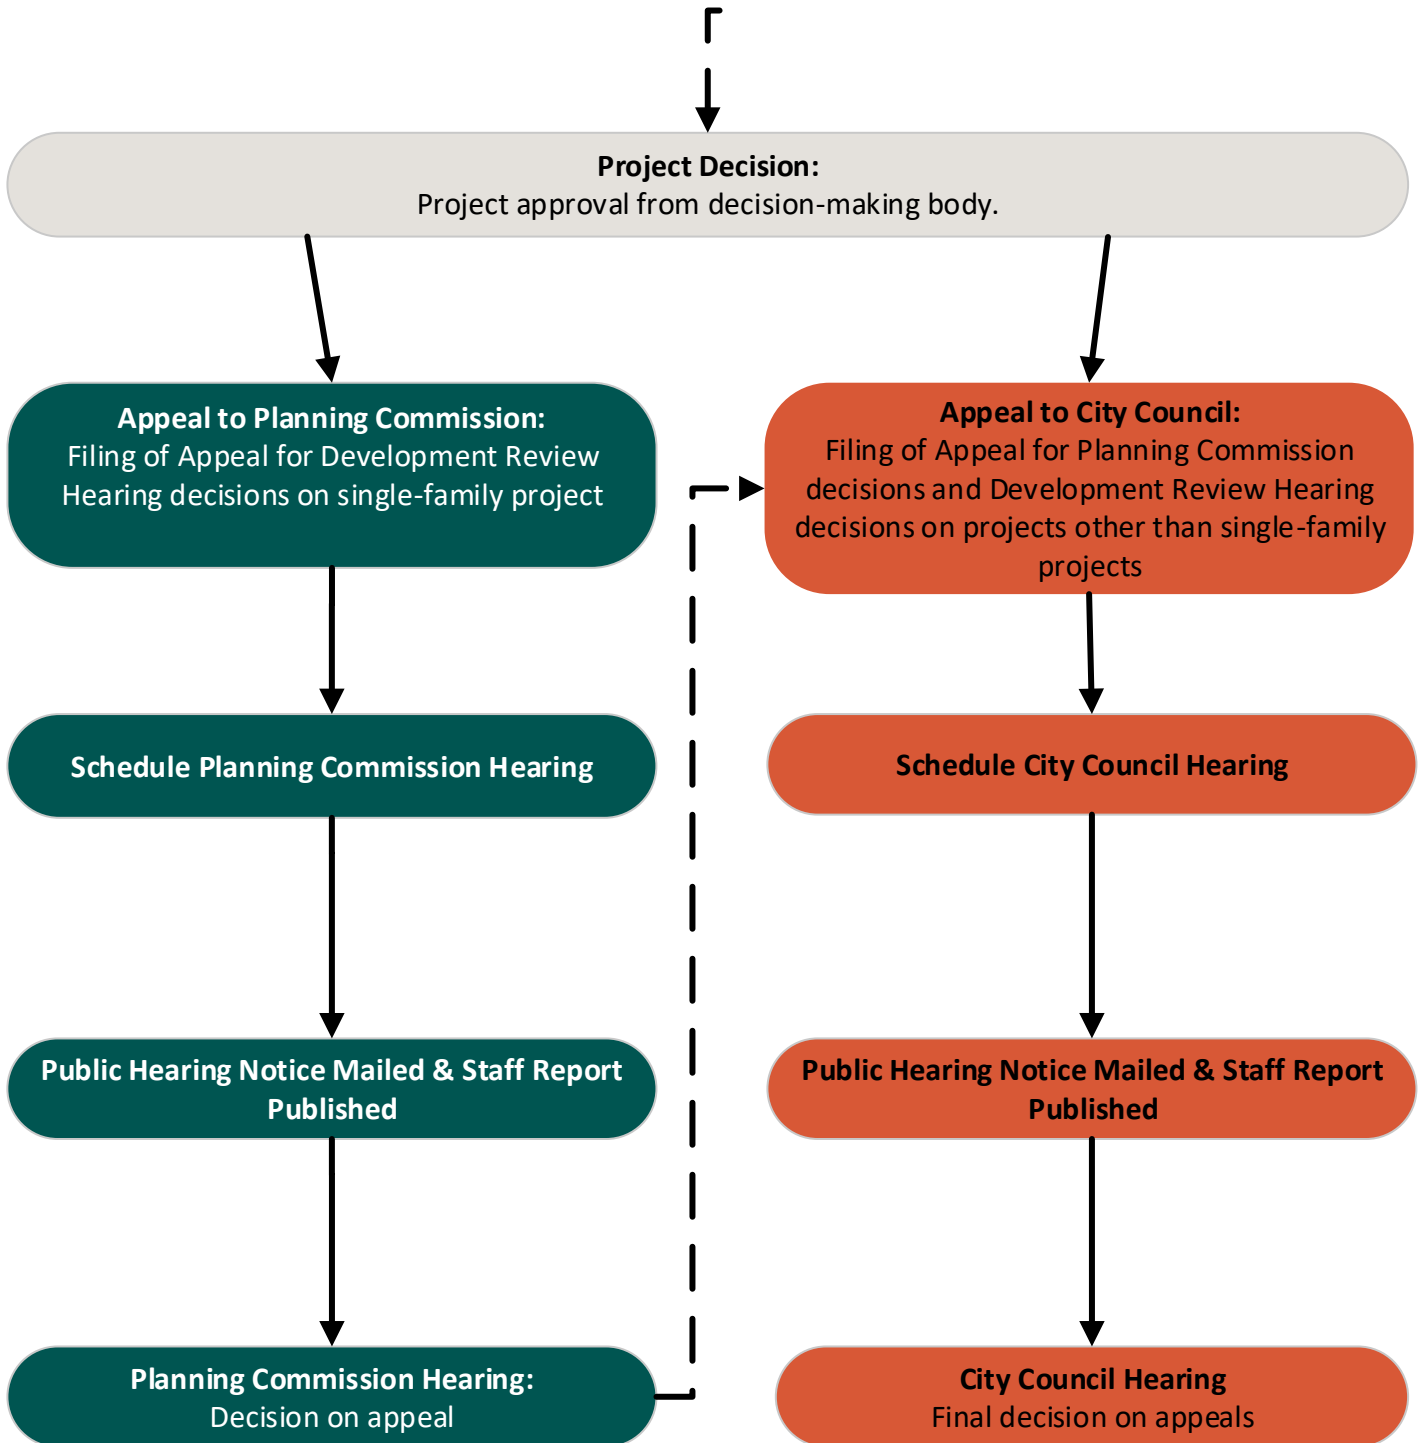 Project Decision:
Project approval from decision-making body.
Appeal to Planning Commission:
Filing of Appeal for Development Review
Hearing decisions on single-family project
Appeal to City Council:
Filing of Appeal for Planning Commission
decisions and Development Review Hearing
decisions on projects other than single-family
projects
Schedule Planning Commission Hearing
Schedule City Council Hearing
Public Hearing Notice Mailed & Staff Report
Published
Public Hearing Notice Mailed & Staff Report
Published
Planning Commission Hearing:
Decision on appeal
City Council Hearing
Final decision on appeals